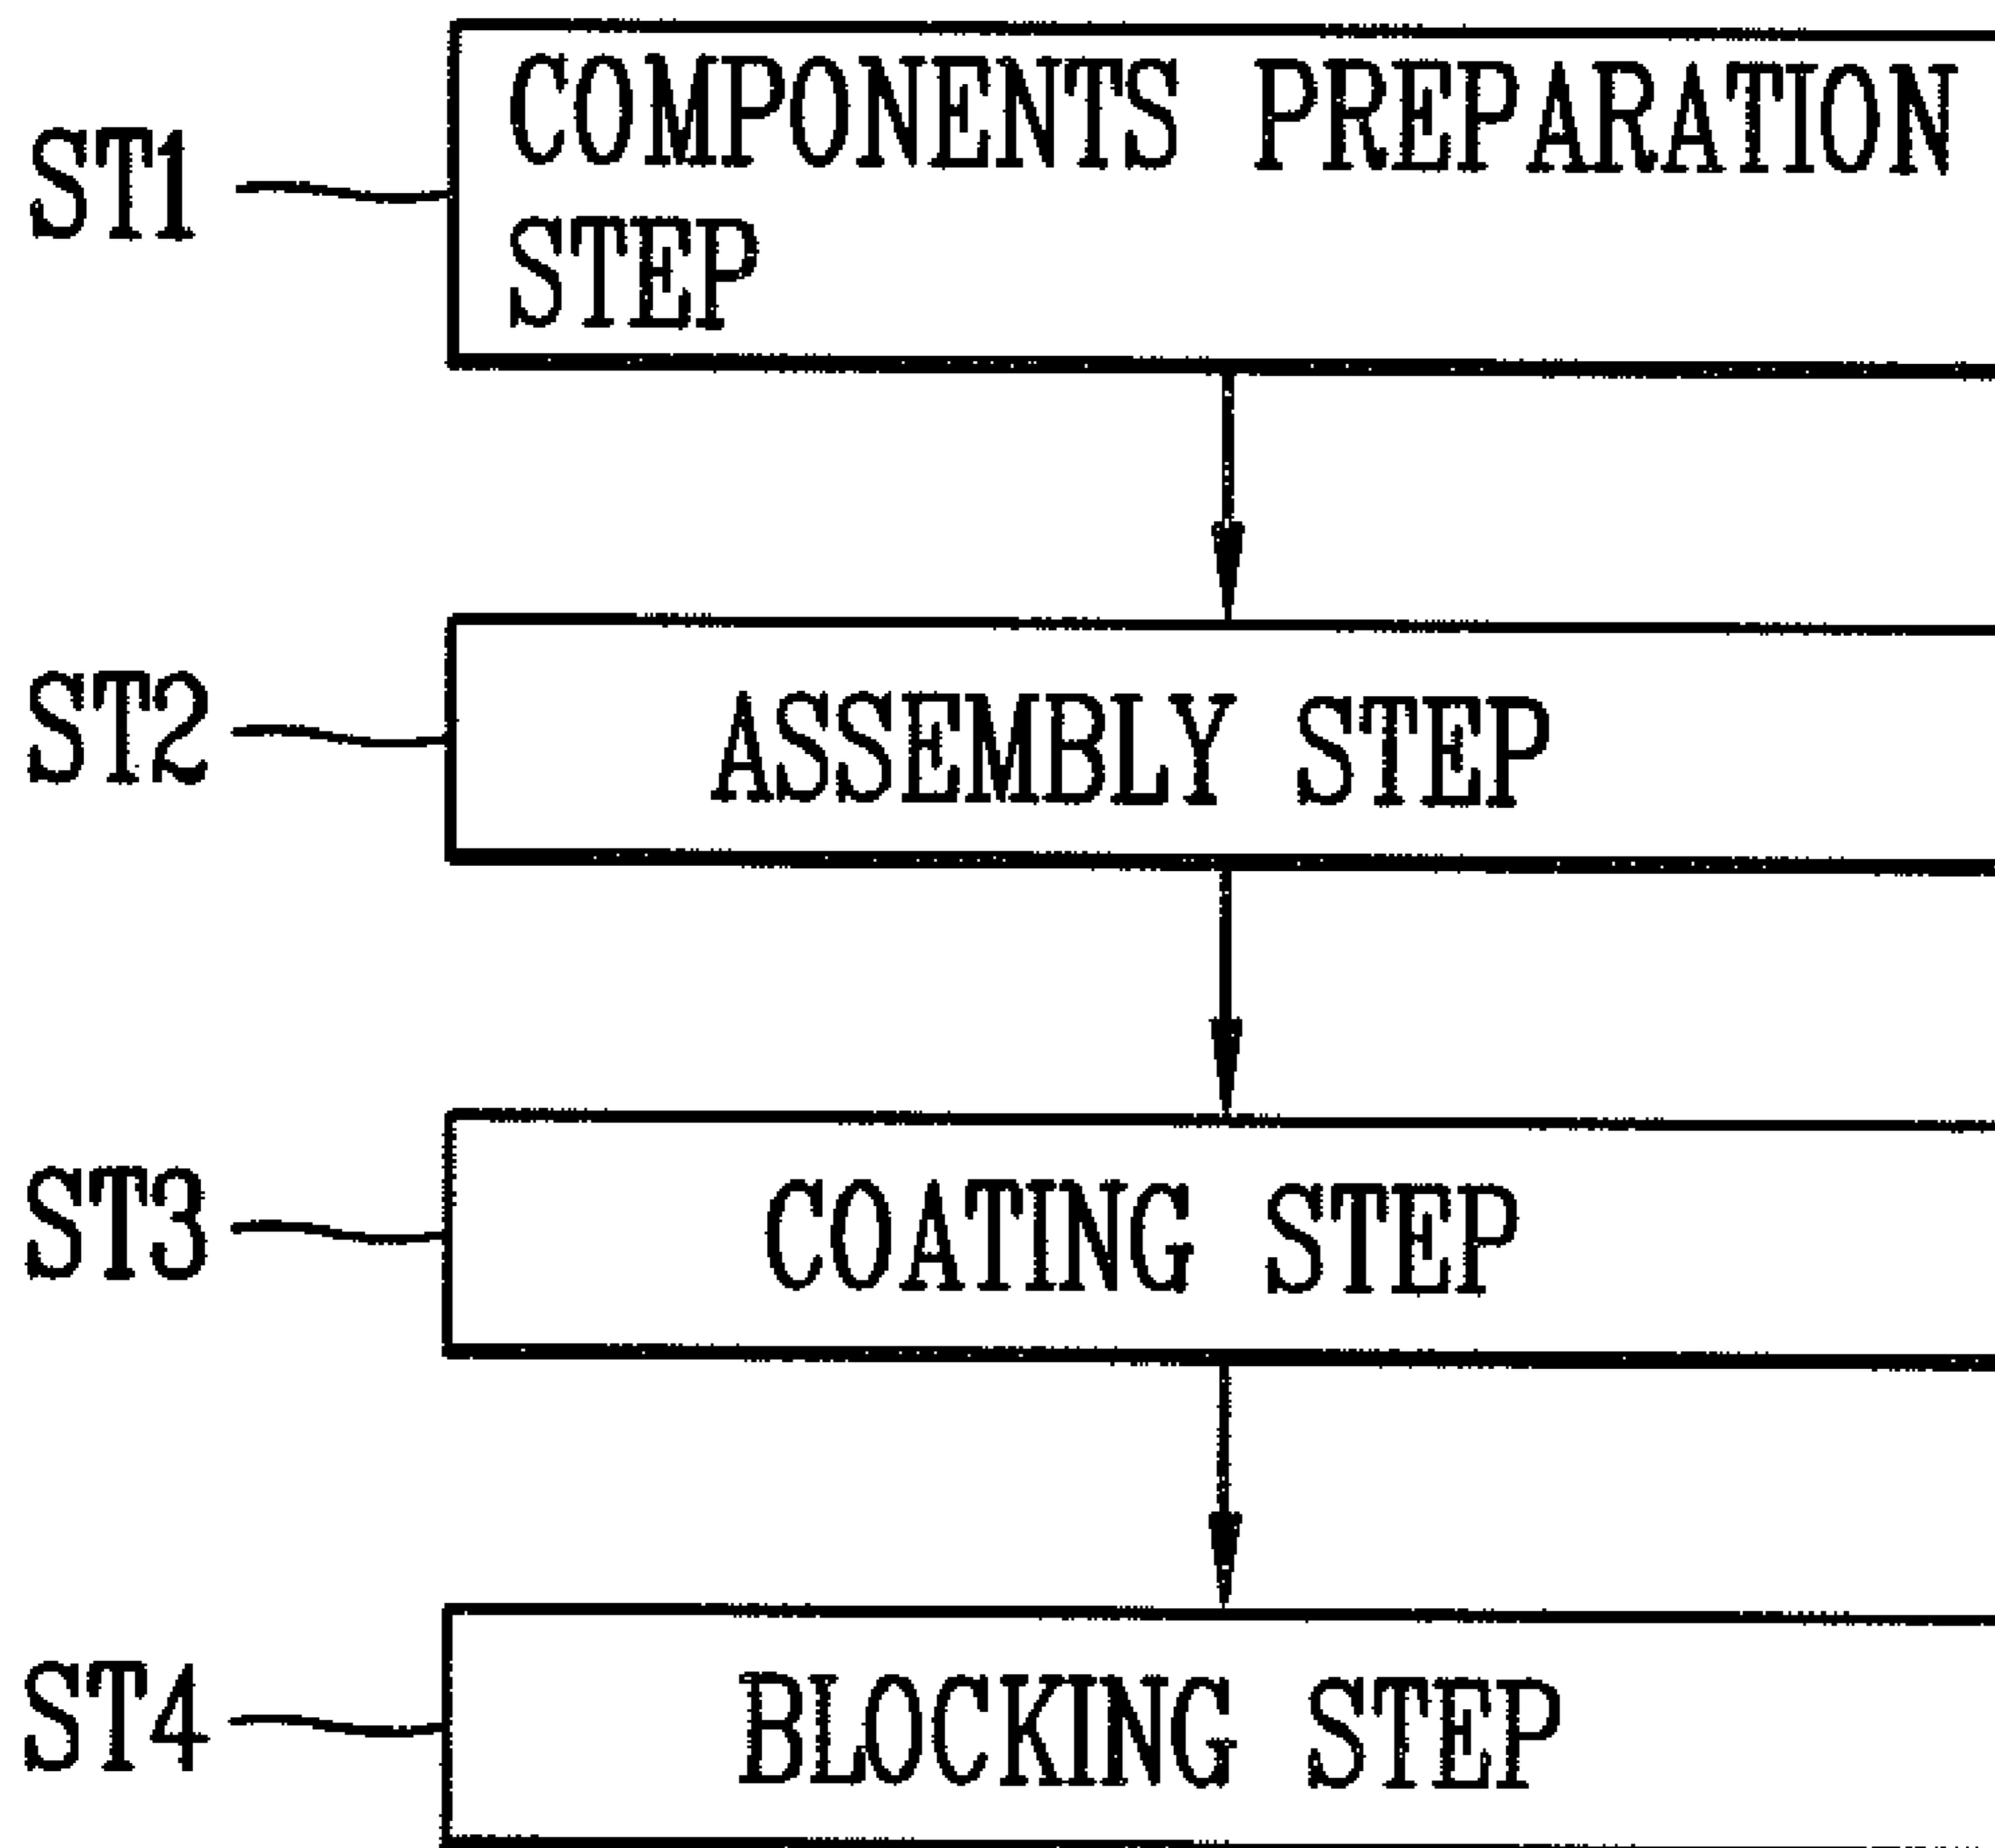 ST1
COMPONENTS PREPARATION
STEP
ST2
ASSEMBLY STEP
ST3
COATING STEP
ST4
BLOCKING STEP